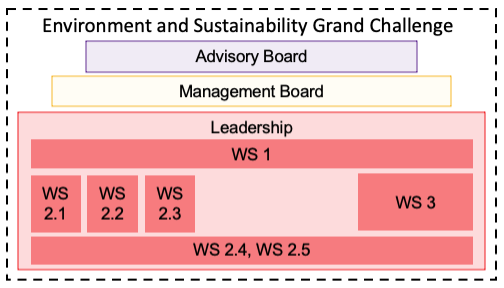 Environment and Sustainability Grand Challenge
Advisory Board
Management Board
Leadership
WS 1
WS
2.1
WS
2.2
WS
2.3
WS 3
WS 2.4, WS 2.5